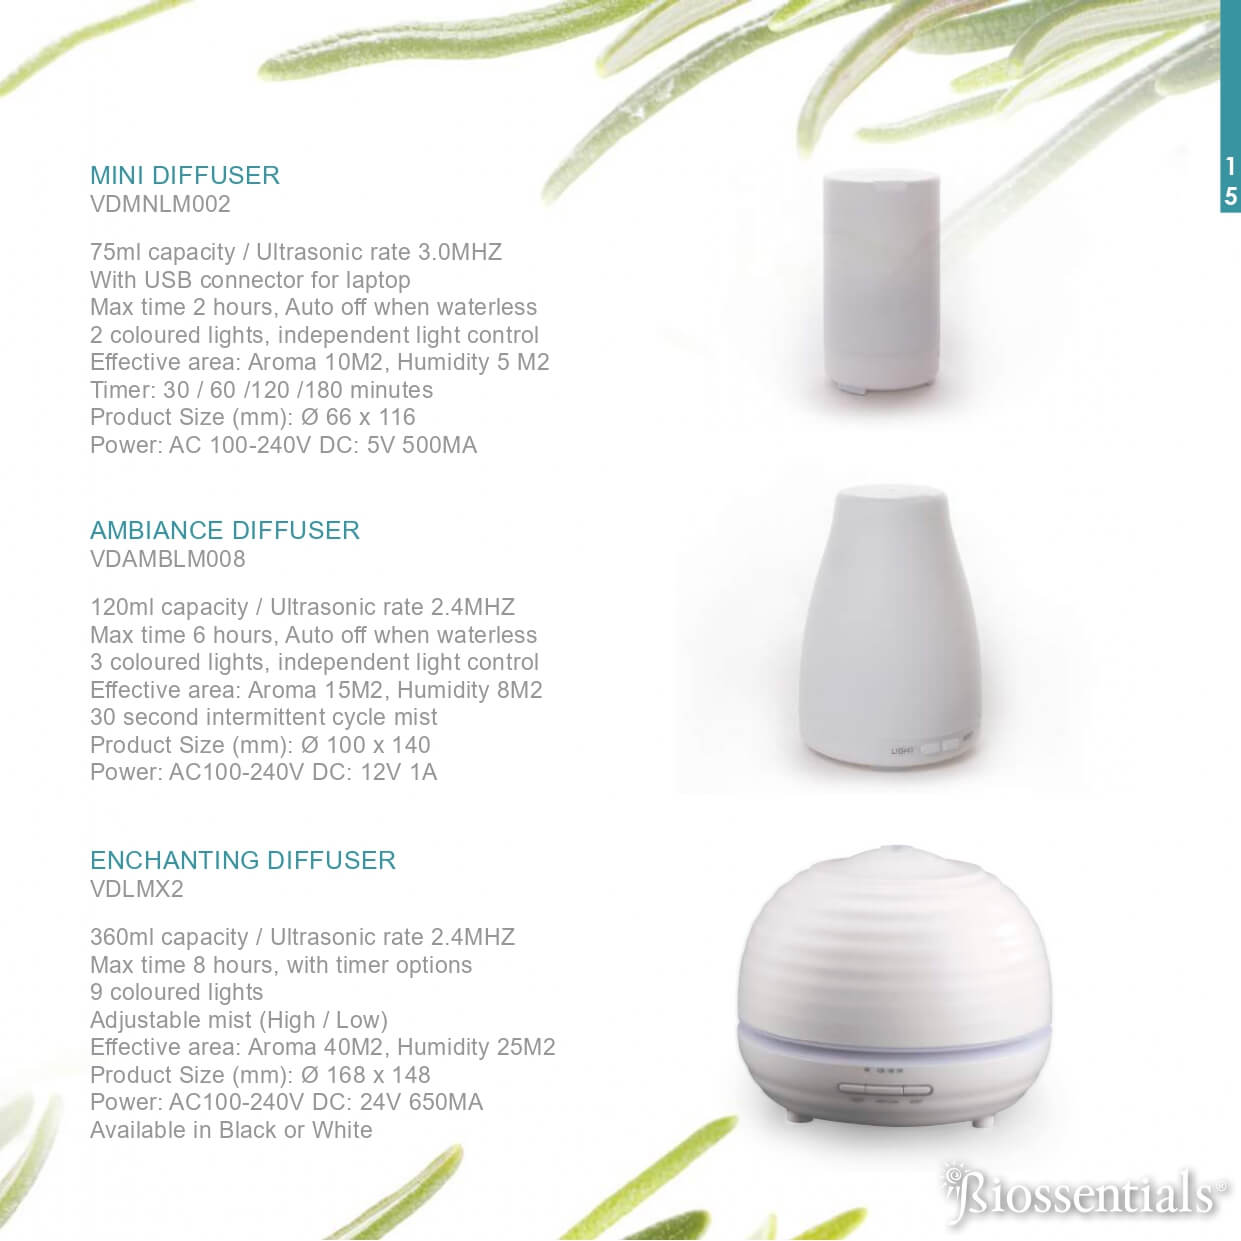 1
5
MINI DIFFUSER
VDMNLM002
75ml capacity / Ultrasonic rate 3.0MHZ
With USB connector for laptop
Max time 2 hours, Auto off when waterless
2 coloured lights, independent light control
Effective area: Aroma 10M2, Humidity 5 M2
Timer: 30 / 60 /120 /180 minutes
Product Size (mm): Ø 66 x 116
Power: AC 100-240V DC: 5V 500MA
AMBIANCE DIFFUSER
VDAMBLM008
120ml capacity / Ultrasonic rate 2.4MHZ
Max time 6 hours, Auto off when waterless
3 coloured lights, independent light control
Effective area: Aroma 15M2, Humidity 8M2
30 second intermittent cycle mist
Product Size (mm): Ø 100 x 140
Power: AC100-240V DC: 12V 1A
LIGHT
ENCHANTING DIFFUSER
VDLMX2
360ml capacity / Ultrasonic rate 2.4MHZ
Max time 8 hours, with timer options
9 coloured lights
Adjustable mist (High / Low)
Effective area: Aroma 40M2, Humidity 25M2
Product Size (mm): Ø 168 x 148
Power: AC100-240V DC: 24V 650MA
Available in Black or White
Biossentials®